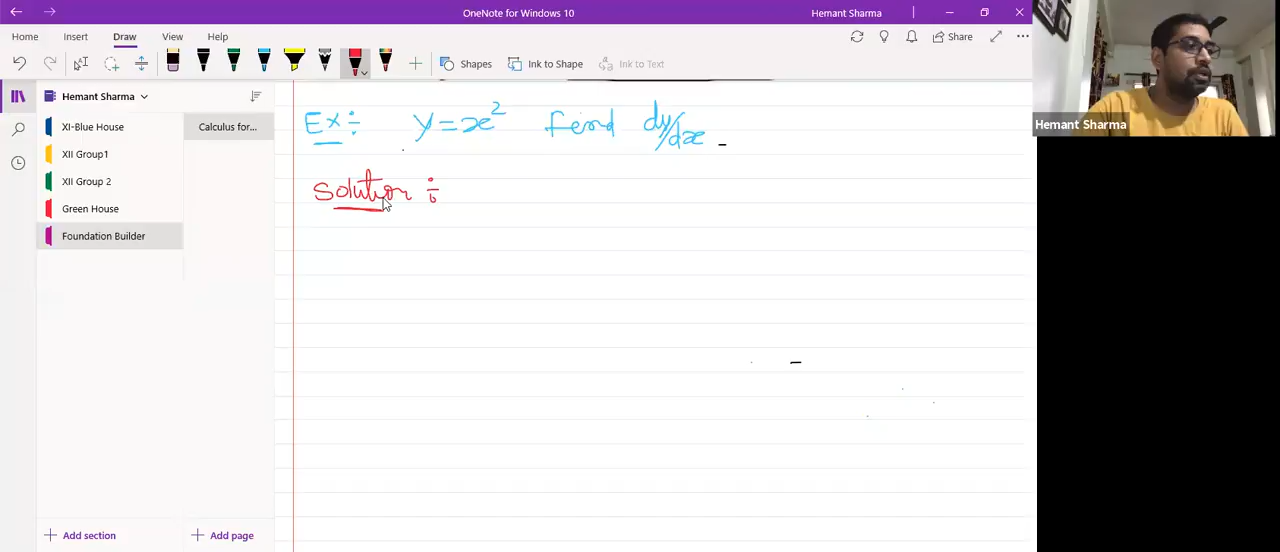 OneNote for Windows 10
Hemant Sharma
Home
Insert
Draw
View
Help
Share
Shapes
Ink to Shape
Ink to Text
Hemant Sharma
XI-Blue House
XII Group1
XII Group 2
Green House
Foundation Builder
Calculus for...
Ex ÷ y = x² find dy/dx
Solution ÷
Hemant Sharma
Add section
Add page